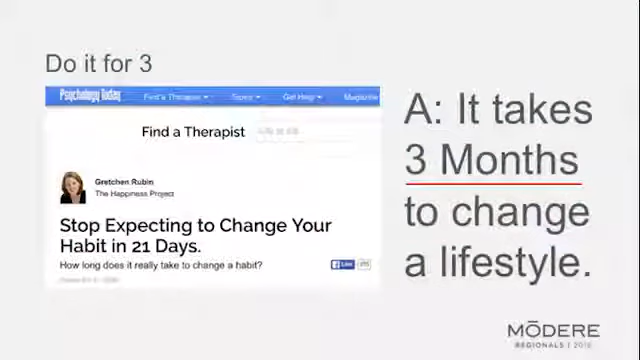 Do it for 3
Psychology Today
Find a Therapist
Topics
Get Help
Magazine
Find a Therapist
Gretchen Rubin
The Happiness Project
Stop Expecting to Change Your
Habit in 21 Days.
How long does it really take to change a habit?
Like
A: It takes
3 Months
to change
a lifestyle.
MODERE
REGIONALS | 2016